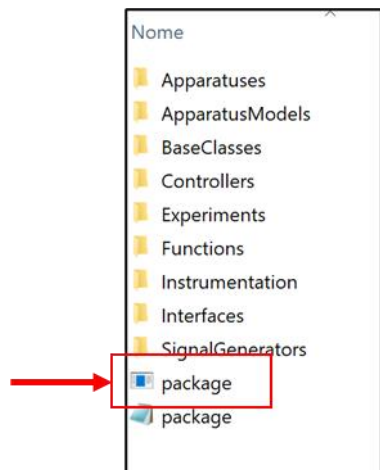 Nome
Apparatuses
ApparatusModels
BaseClasses
Controllers
Experiments
Functions
Instrumentation
Interfaces
SignalGenerators
package
package